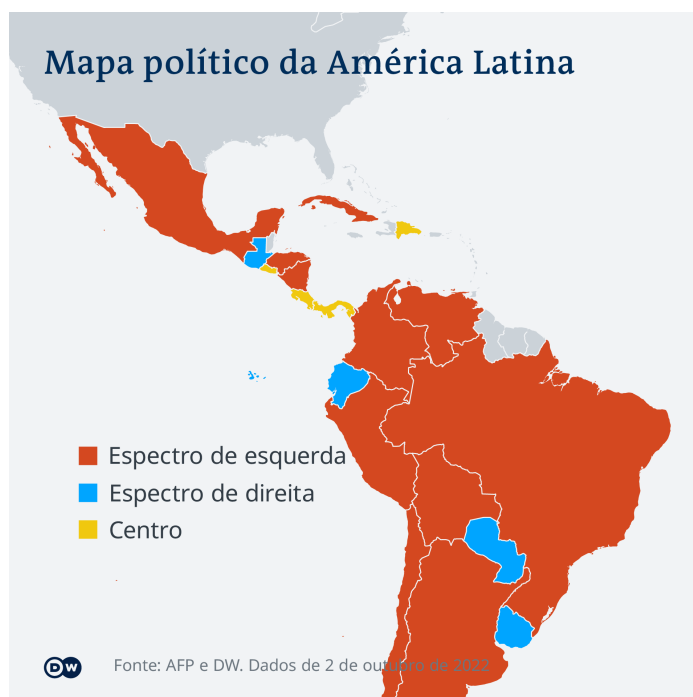 Mapa político da América Latina
Espectro de esquerda
Espectro de direita
Centro
DW
Fonte: AFP e DW. Dados de 2 de outubro de 2022